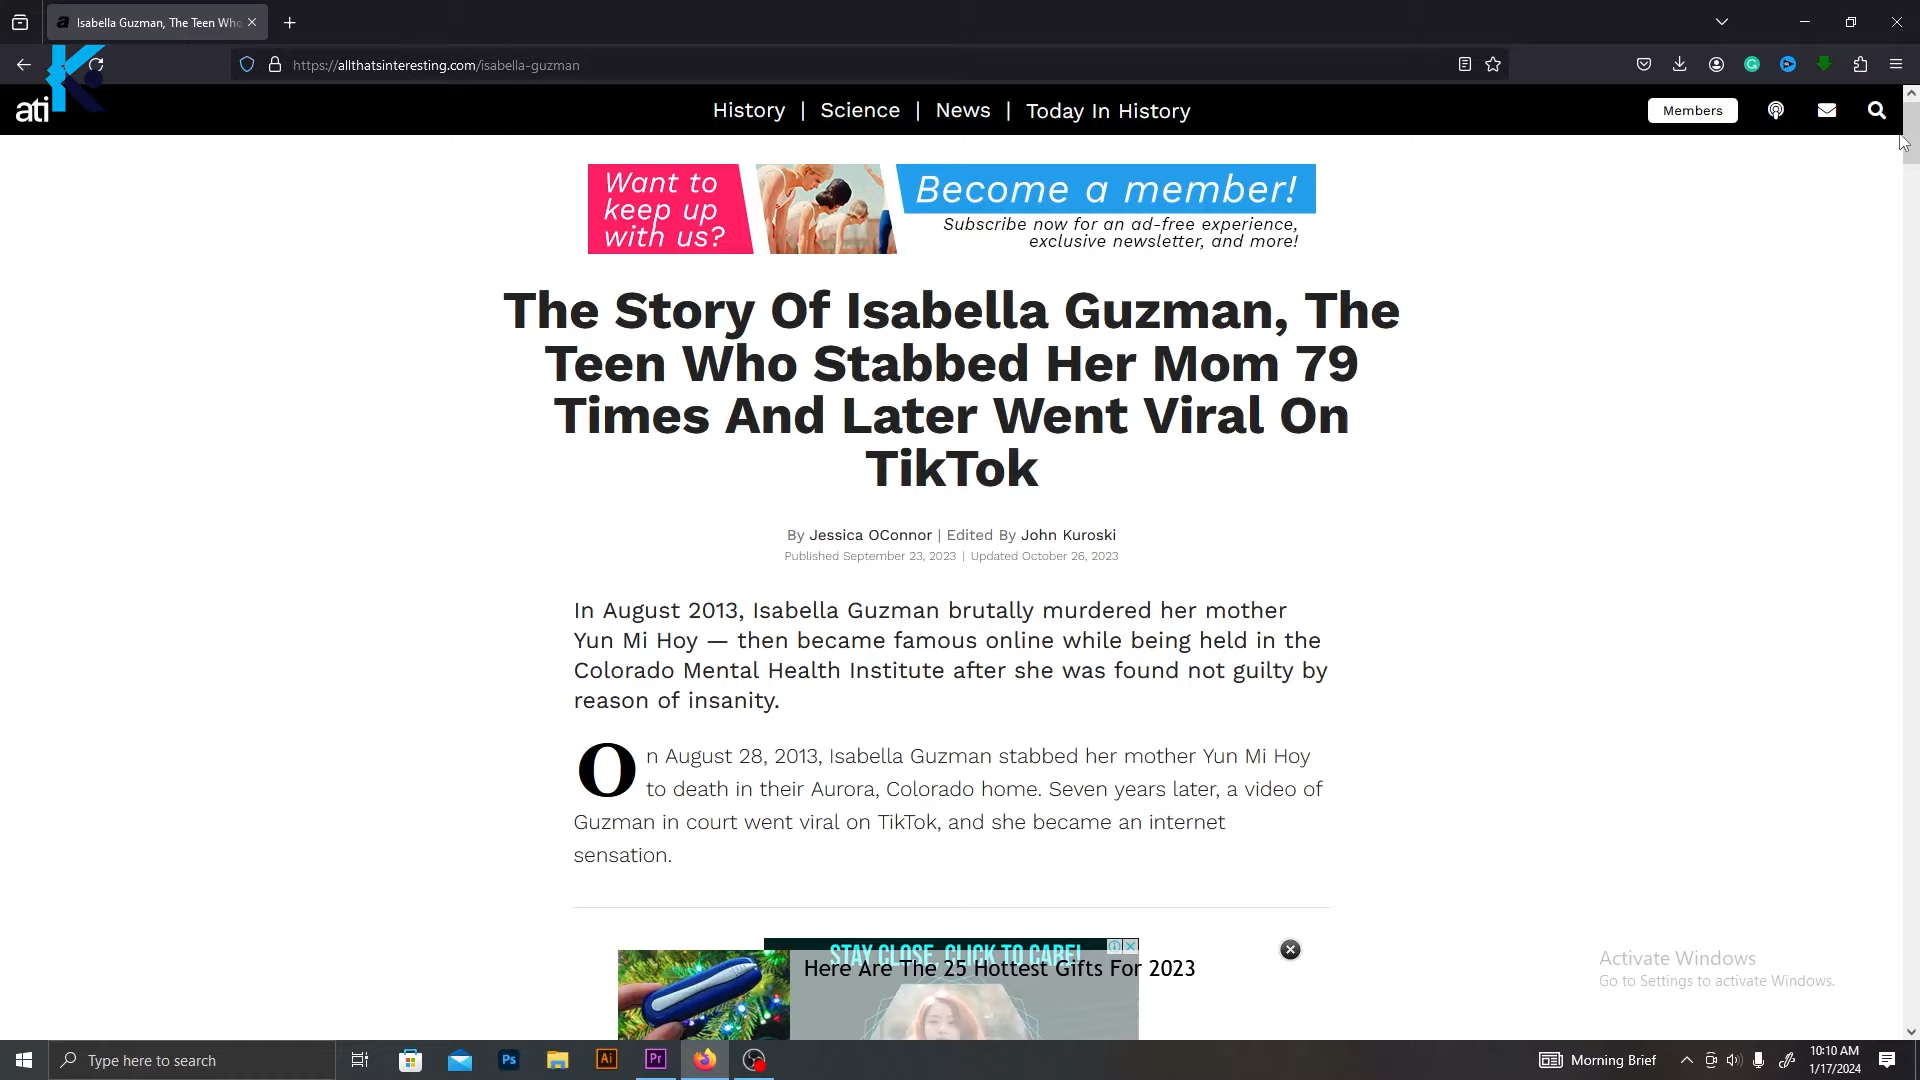 Isabella Guzman, The Teen Who
https://allthatsinteresting.com/isabella-guzman
ati
History | Science | News | Today In History
Members
Want to
keep up
with us?
Become a member!
Subscribe now for an ad-free experience,
exclusive newsletter, and more!
The Story Of Isabella Guzman, The
Teen Who Stabbed Her Mom 79
Times And Later Went Viral On
TikTok
By Jessica OConnor | Edited By John Kuroski
Published September 23, 2023 | Updated October 26, 2023
In August 2013, Isabella Guzman brutally murdered her mother
Yun Mi Hoy — then became famous online while being held in the
Colorado Mental Health Institute after she was found not guilty by
reason of insanity.
On August 28, 2013, Isabella Guzman stabbed her mother Yun Mi Hoy
to death in their Aurora, Colorado home. Seven years later, a video of
Guzman in court went viral on TikTok, and she became an internet
sensation.
STAY CLOSE, CLICK TO CARE!
Here Are The 25 Hottest Gifts For 2023
Activate Windows
Go to Settings to activate Windows.
Type here to search
Ps
Ai
Pr
Morning Brief
10:10 AM
1/17/2024